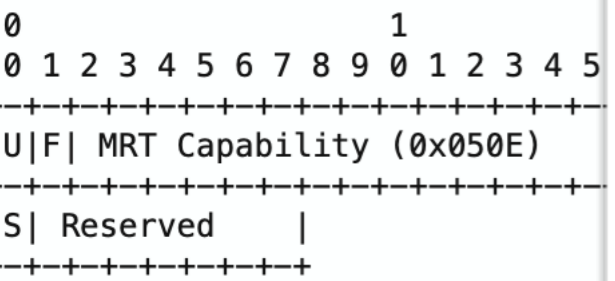 0                   1
0 1 2 3 4 5 6 7 8 9 0 1 2 3 4 5
-+-+-+-+-+-+-+-+-+-+-+-+-+-+-+-
U|F| MRT Capability (0x050E)
-+-+-+-+-+-+-+-+-+-+-+-+-+-+-+-
S| Reserved    |
-+-+-+-+-+-+-+-+